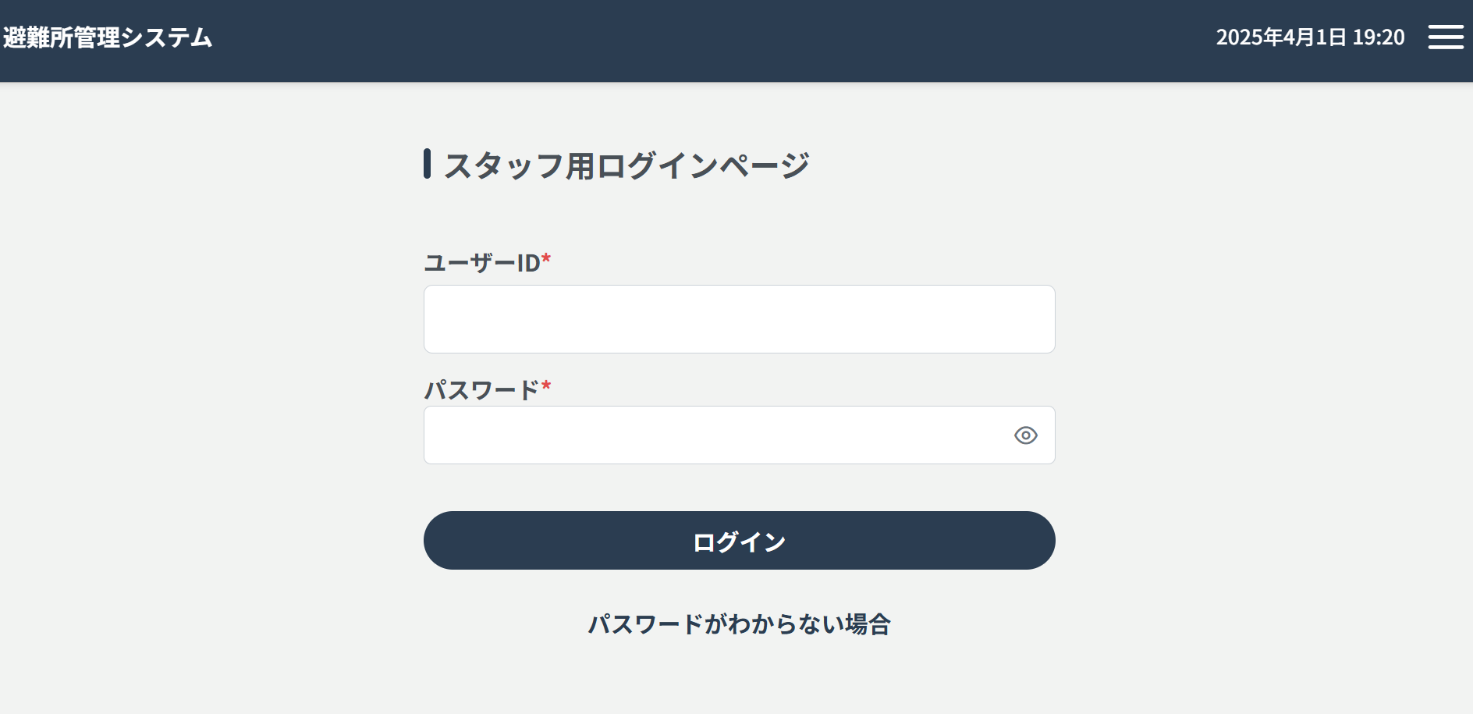 避難所管理システム
2025年4月1日 19:20
スタッフ用ログインページ
ユーザーID*
パスワード*
ログイン
パスワードがわからない場合